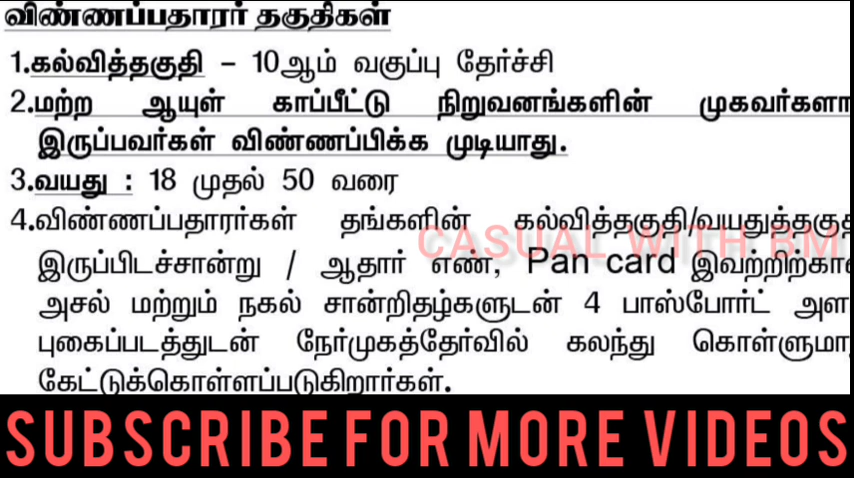 விண்ணப்பதாரர் தகுதிகள்
1.கல்வித்தகுதி – 10ஆம் வகுப்பு தேர்ச்சி
2.மற்ற ஆயுள் காப்பீட்டு நிறுவனங்களின் முகவர்களா
இருப்பவர்கள் விண்ணப்பிக்க முடியாது.
3.வயது : 18 முதல் 50 வரை
4.விண்ணப்பதாரர்கள் தங்களின் கல்வித்தகுதி/வயதுத்தகுதி
CASUAL WITH BM
இருப்பிடச்சான்று / ஆதார் எண், Pan card இவற்றிற்கான
அசல் மற்றும் நகல் சான்றிதழ்களுடன் 4 பாஸ்போர்ட் அள
புகைப்படத்துடன் நேர்முகத்தேர்வில் கலந்து கொள்ளுமா
கேட்டுக்கொள்ளப்படுகிறார்கள்.
SUBSCRIBE FOR MORE VIDEOS